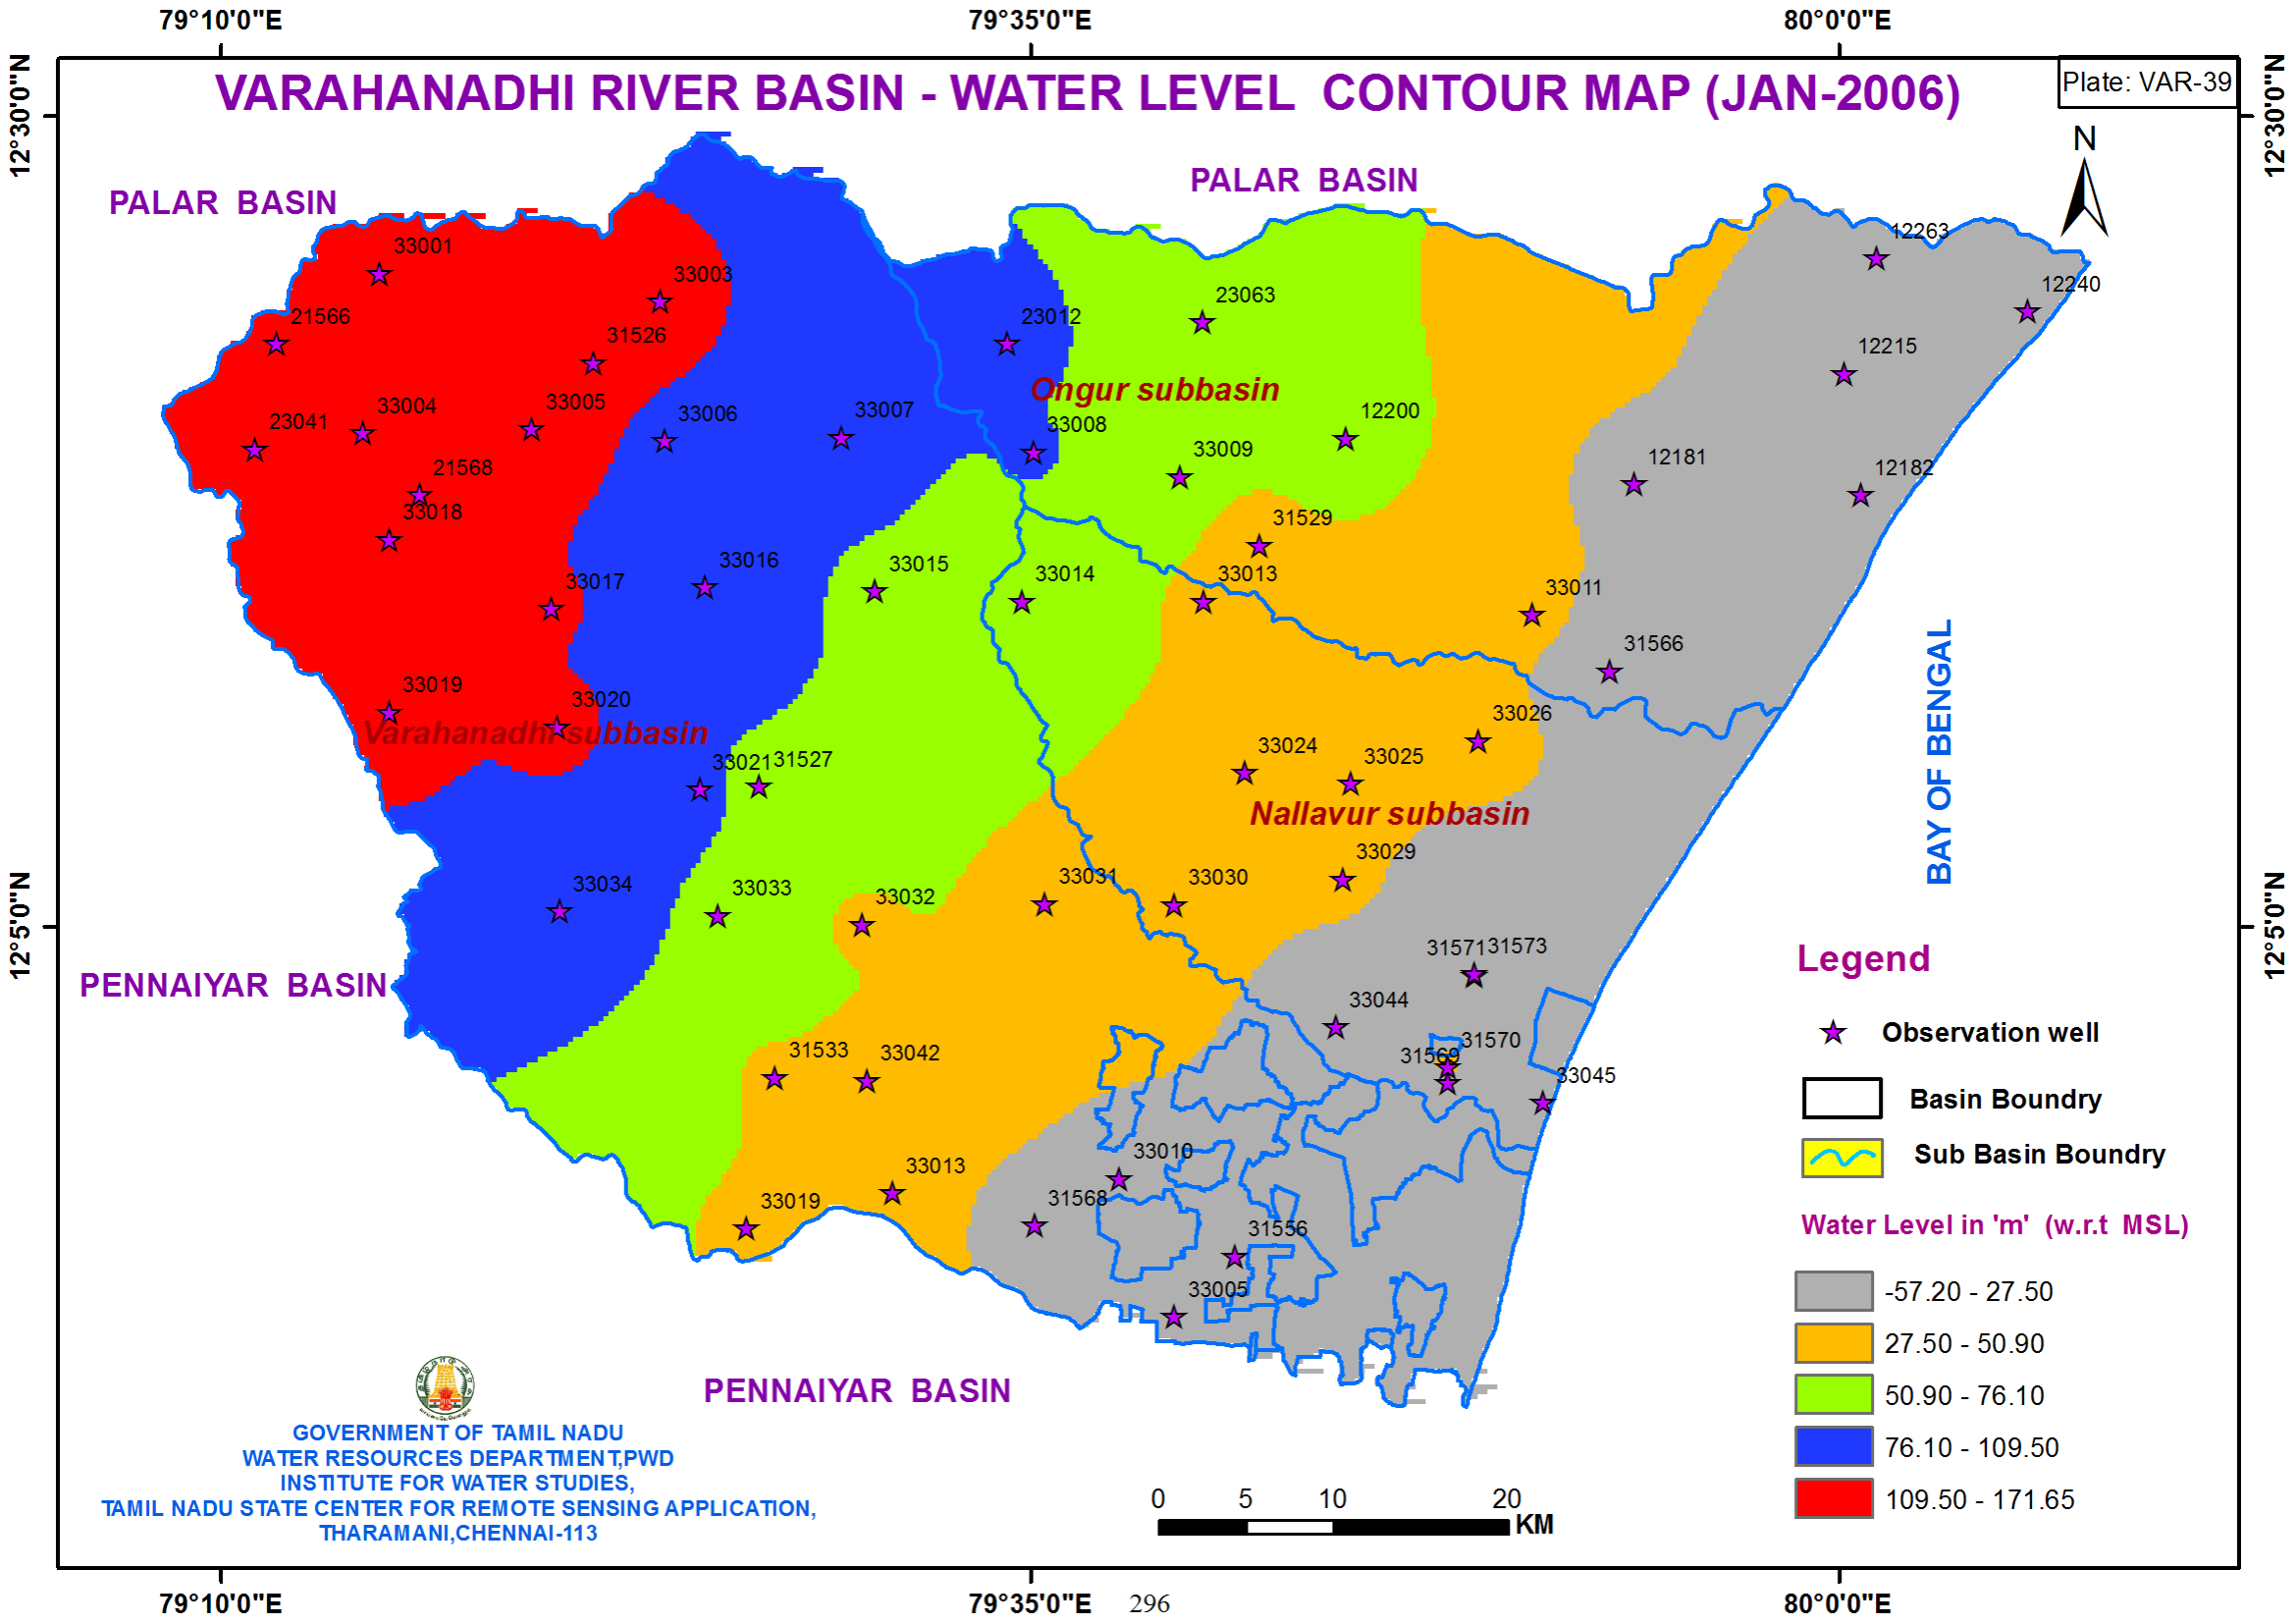 79°10'0"E
79°35'0"E
80°0'0"E
12°30'0"N
12°30'0"N
VARAHANADHI RIVER BASIN - WATER LEVEL CONTOUR MAP (JAN-2006)
Plate: VAR-39
N
PALAR BASIN
PALAR BASIN
33001
33003
12263
12240
21566
31526
23012
23063
12215
Ongur subbasin
23041
33004
33005
33006
33007
33008
33009
12200
21568
33018
12181
12182
31529
33017
33016
33015
33014
33013
33011
31566
33019
33020
Varahanadhi subbasin
33026
33021
31527
33024
33025
Nallavur subbasin
BAY OF BENGAL
33034
33033
33032
33031
33030
33029
12°5'0"N
12°5'0"N
PENNAIYAR BASIN
31571
31573
33044
31533
33042
31569
31570
33045
33010
33013
33019
31568
31556
33005
PENNAIYAR BASIN
Legend
Observation well
Basin Boundry
Sub Basin Boundry
Water Level in 'm' (w.r.t MSL)
-57.20 - 27.50
27.50 - 50.90
50.90 - 76.10
76.10 - 109.50
109.50 - 171.65
GOVERNMENT OF TAMIL NADU
WATER RESOURCES DEPARTMENT,PWD
INSTITUTE FOR WATER STUDIES,
TAMIL NADU STATE CENTER FOR REMOTE SENSING APPLICATION,
THARAMANI,CHENNAI-113
0 5 10 20
KM
79°10'0"E
79°35'0"E
296
80°0'0"E